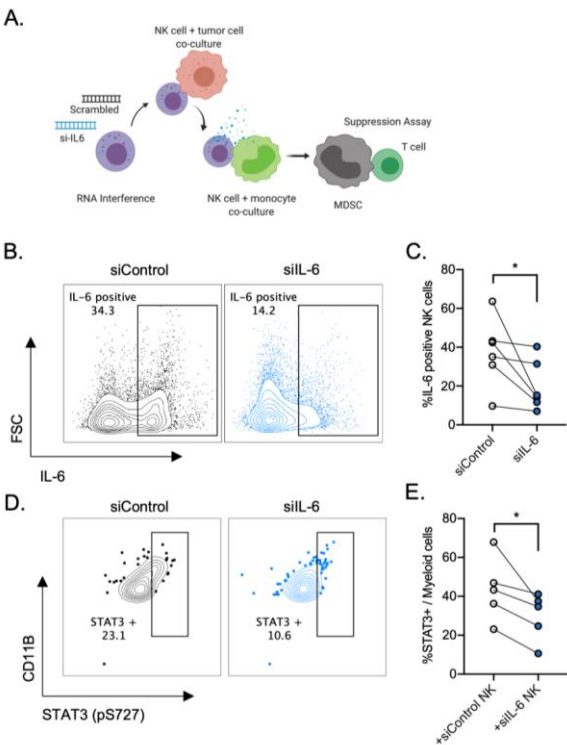 A.
NK cell + tumor cell
co-culture
Scrambled
si-IL6
Suppression Assay
T cell
RNA Interference
NK cell + monocyte
co-culture
MDSC
B.
siControl
siIL-6
IL-6 positive
34.3
IL-6 positive
14.2
FSC
IL-6
C.
80
60
40
20
0
%IL-6 positive NK cells
*
siControl
siIL-6
D.
siControl
siIL-6
STAT3 +
23.1
STAT3 +
10.6
CD11B
STAT3 (pS727)
E.
80
60
40
20
0
%STAT3+ / Myeloid cells
*
+siControl NK
+siIL-6 NK